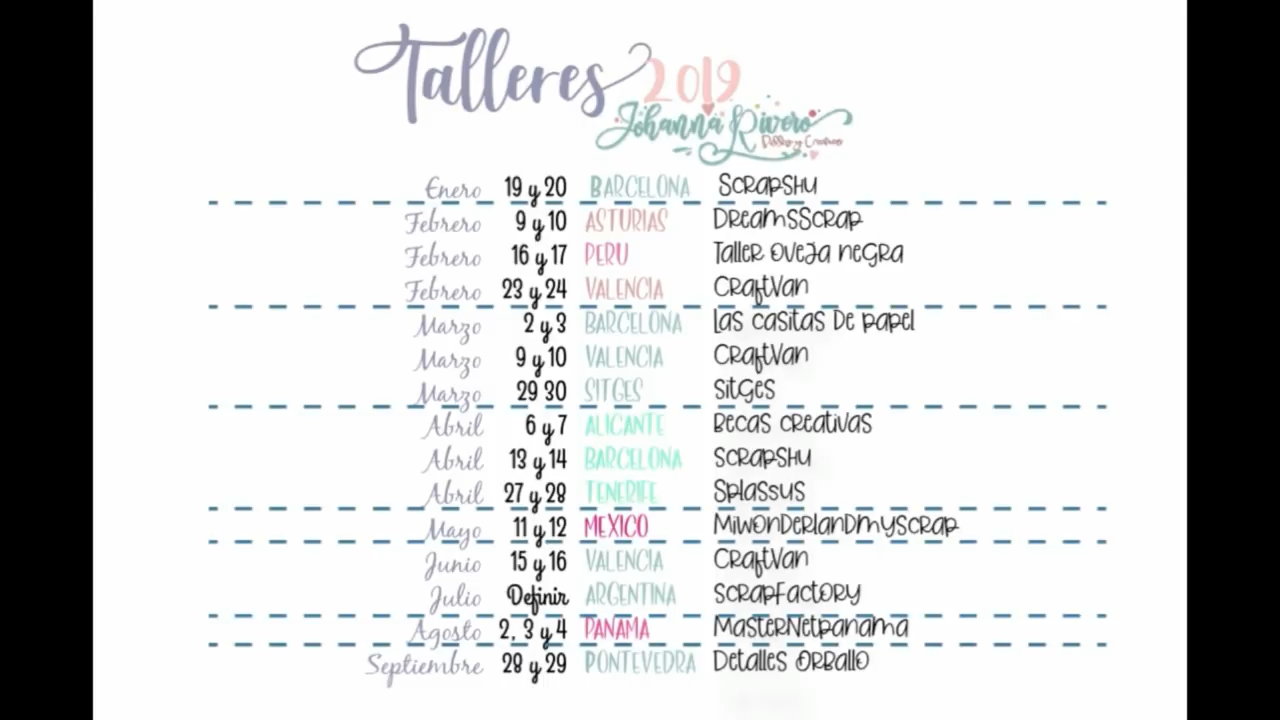 Talleres 2019
Johanna Rivero
Enero 19 y 20 BARCELONA ScrapSHU
Febrero 9 y 10 ASTURIAS DreamSScrap
Febrero 16 y 17 PERU Taller oveja negra
Febrero 23 y 24 VALENCIA CraftVan
Marzo 2 y 3 BARCELONA Las casitas De papel
Marzo 9 y 10 VALENCIA CraftVan
Marzo 29 30 SITGES Sitges
Abril 6 y 7 ALICANTE Becas creativas
Abril 13 y 14 BARCELONA ScrapSHU
Abril 27 y 28 TENERIFE Splassus
Mayo 11 y 12 MEXICO MiwonDerlanDmyscrap
Junio 15 y 16 VALENCIA CraftVan
Julio Definir ARGENTINA ScrapFactory
Agosto 2, 3 y 4 PANAMA MasterNetpanama
Septiembre 28 y 29 PONTEVEDRA Detalles Orballo